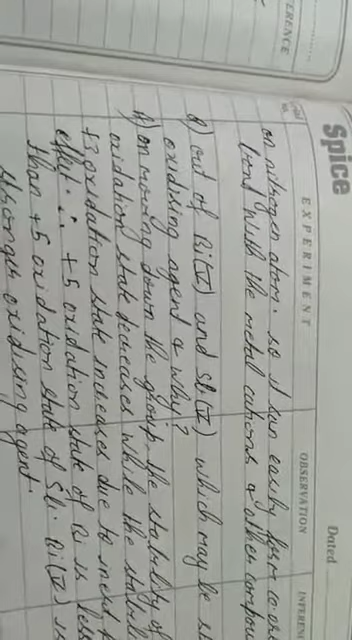 ERENCE
Spice
Dated
EXPERIMENT
OBSERVATION
INFEREN
on nitrogen atom. so I can easily form co-or
bond with the metal cations & other compou
Q) out of Bi(V) and Sb(V) which may be s
oxidising agent & why?
A) on moving down the group the stability of
oxidation state decreases while the stabili
+3 oxidation state increases due to inert
effect. ∴ +5 oxidation state of Bi is less
than +5 oxidation state of Sb. Bi(V) is
stronger oxidising agent.